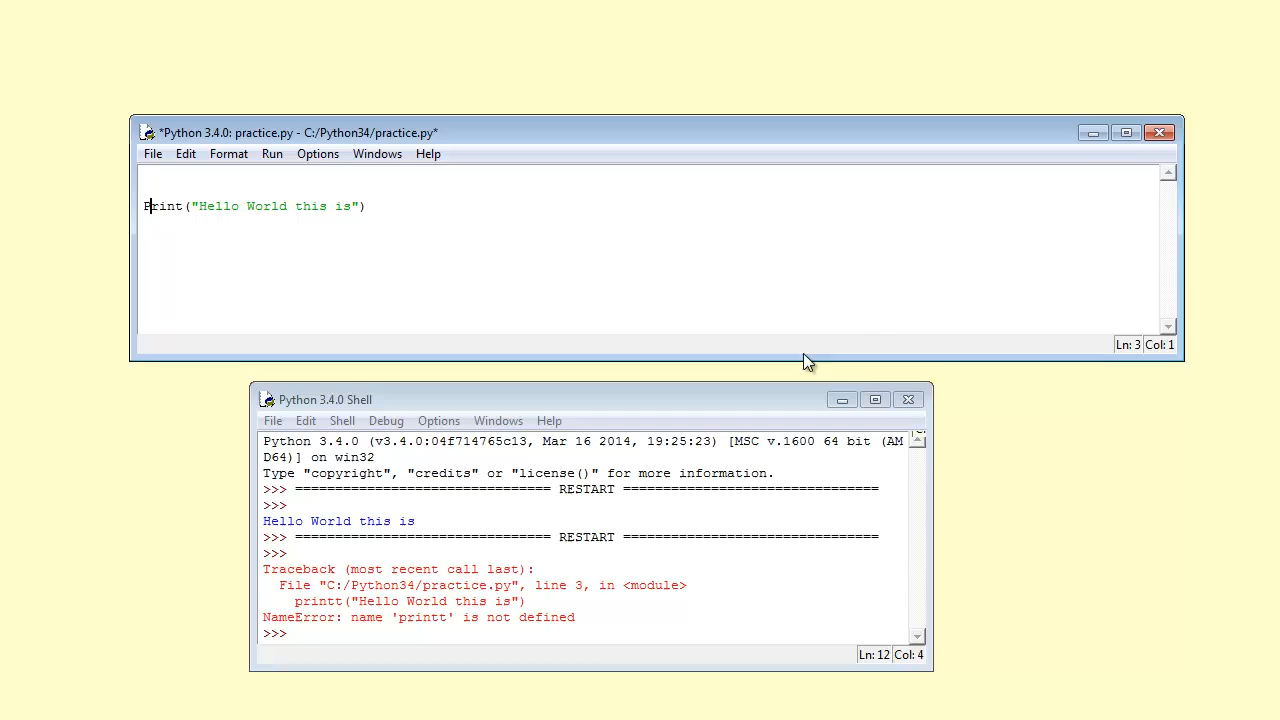 *Python 3.4.0: practice.py - C:/Python34/practice.py*
File Edit Format Run Options Windows Help
Print("Hello World this is")
Ln: 3 Col: 1
Python 3.4.0 Shell
File Edit Shell Debug Options Windows Help
Python 3.4.0 (v3.4.0:04f714765c13, Mar 16 2014, 19:25:23) [MSC v.1600 64 bit (AM
D64)] on win32
Type "copyright", "credits" or "license()" for more information.
>>> ================================ RESTART ================================
>>>
Hello World this is
>>> ================================ RESTART ================================
>>>
Traceback (most recent call last):
  File "C:/Python34/practice.py", line 3, in <module>
    printt("Hello World this is")
NameError: name 'printt' is not defined
>>>
Ln: 12 Col: 4